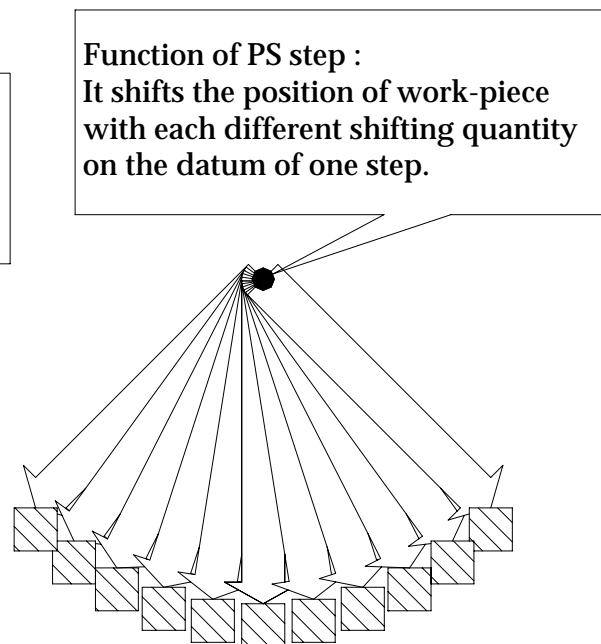 Function of PS step :
It shifts the position of work-piece
with each different shifting quantity
on the datum of one step.